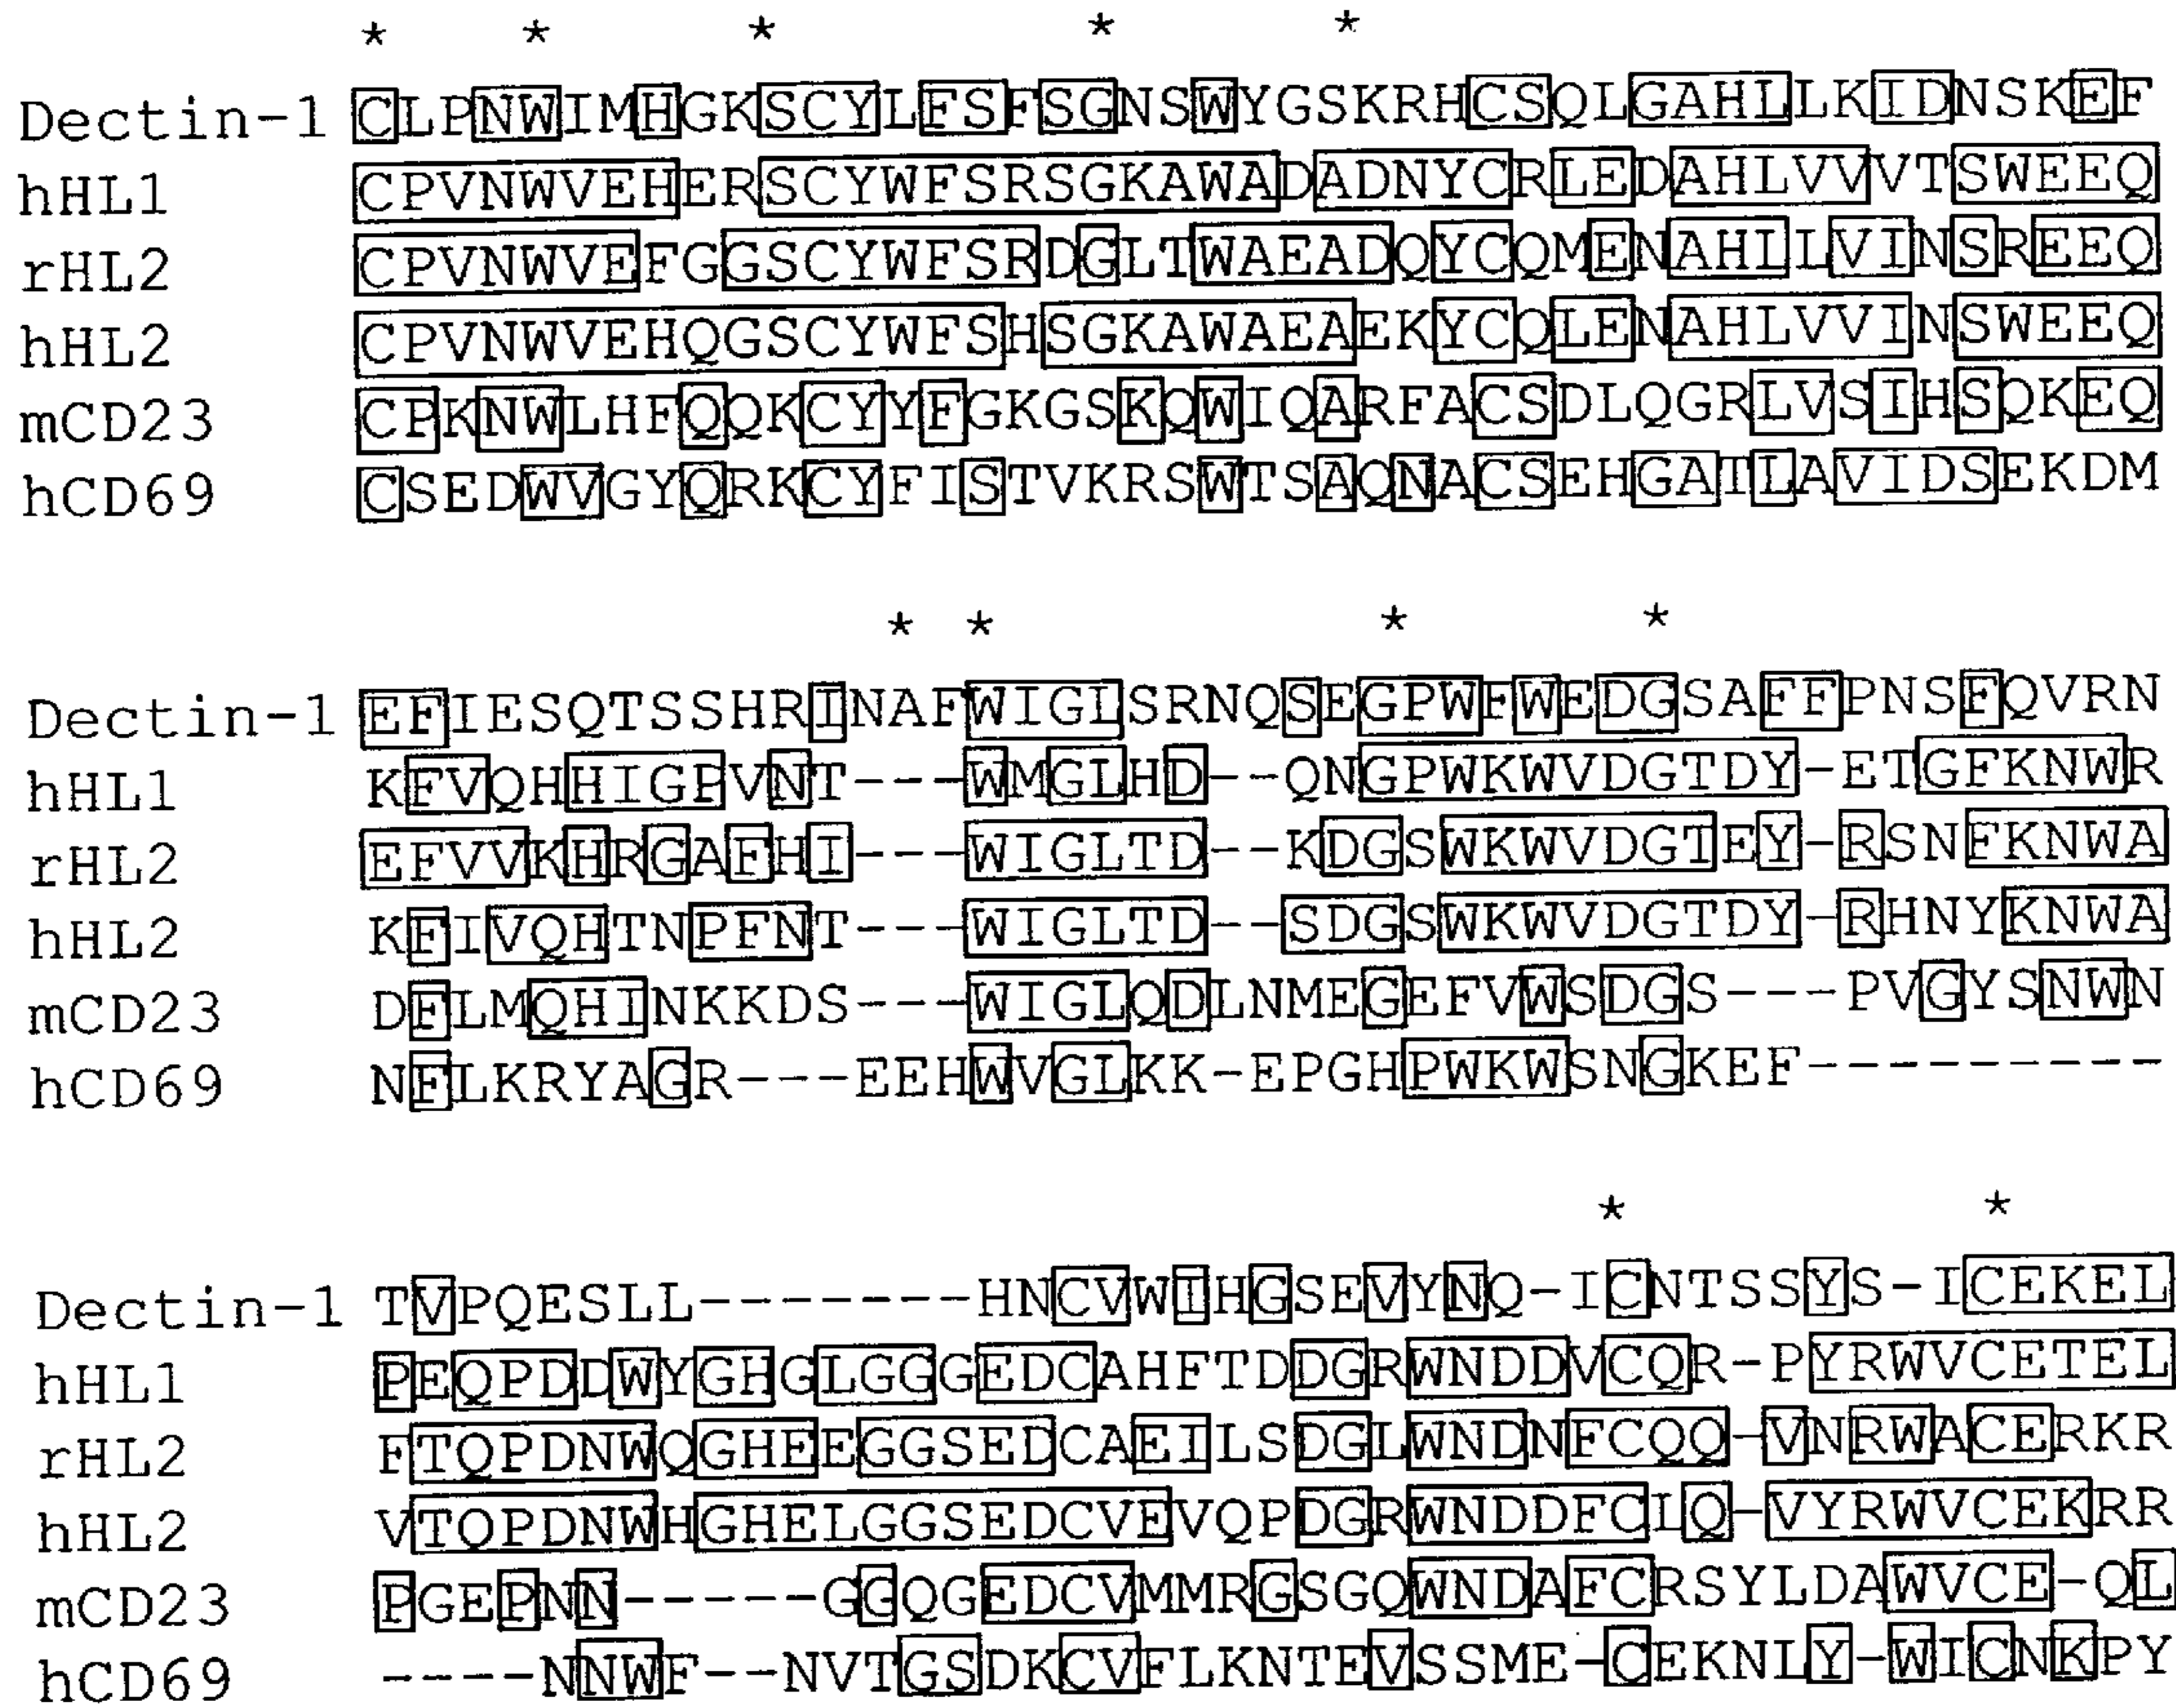 * * * * *
Dectin-1 CLPNWIMHGKSCYLFSFSGNSWYGSKRHCSQLGAHLLKIDNSKEF
hHL1 CPVNWVEHERSCYWFSRSGKAWADADNYCRLEDAHLVVVTSWEEQ
rHL2 CPVNWVEFGGSCYWFSRDGLTWAEADQYCQMENAHLLVINSREEQ
hHL2 CPVNWVEHQGSCYWFSHSGKAWAEAEKYCQLENAHLVVINSWEEQ
mCD23 CPKNWLHFQQKCYYFGKGSKQWIQARFACSDLQGRLVSIHSQKEQ
hCD69 CSEDWVGYQRKCYFISTVKRSWTSAQNACSEHGATLAVIDSEKDM
* * * *
Dectin-1 EFIESQTSSHRINAFWIGLSRNQSEGPWFWEDGSAFFPNSFQVRN
hHL1 KFVQHHIGPVNT---WMGLHD--QNGPWKWVDGTDY-ETGFKNWR
rHL2 EFVVKHRGAFHI---WIGLTD--KDGSWKWVDGTEY-RSNFKNWA
hHL2 KFIVQHTNPFNT---WIGLTD--SDGSWKWVDGTDY-RHNYKNWA
mCD23 DFLMQHINKKDS---WIGLQDLNMEGEFVWSDGS---PVGYSNWN
hCD69 NFLKRYAGR---EEHWVGLKK-EPGHPWKWSNGKEF---------
* *
Dectin-1 TVPQESLL-------HNCVWIHGSEVYNQ-ICNTSSYS-ICEKEL
hHL1 PEQPDDWYGHGLGGGEDCAHFTDDGRWNDDVCQR-PYRWVCETEL
rHL2 FTQPDNWQGHEEGGSEDCAEILSDGLWNDNFCQQ-VNRWACERKR
hHL2 VTQPDNWHGHELGGSEDCVEVQPDGRWNDDFCLQ-VYRWVCEKRR
mCD23 PGEPNN-----GGQGEDCVMMRGSGQWNDAFCRSYLDAWVCE-QL
hCD69 ----NNWF--NVTGSDKCVFLKNTEVSSME-CEKNLY-WICNKPY